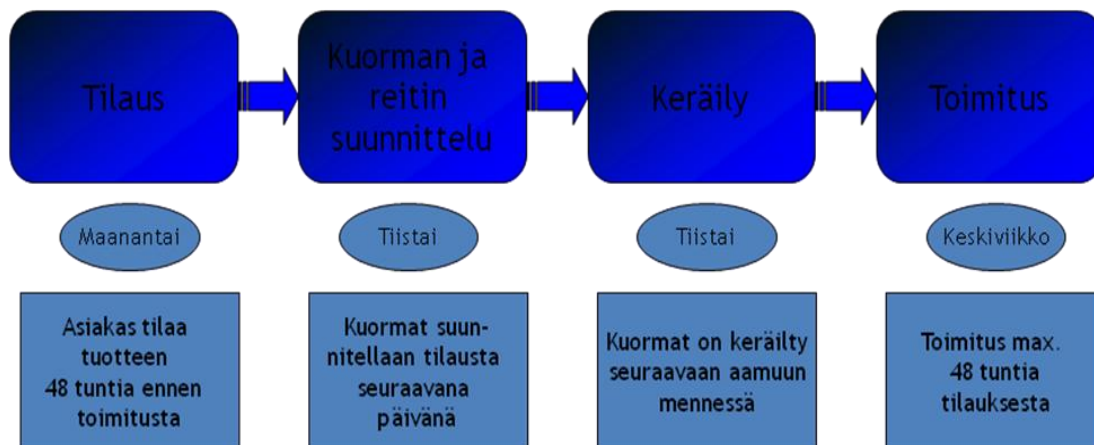 Tilaus
Kuorman ja
reitin
suunnittelu
Keräily
Toimitus
Maanantai
Tiistai
Tiistai
Keskiviikko
Asiakas tilaa
tuotteen
48 tuntia ennen
toimitusta
Kuormat suun-
nitellaan tilausta
seuraavana
päivänä
Kuormat on keräilty
seuraavaan aamuun
mennessä
Toimitus max.
48 tuntia
tilauksesta